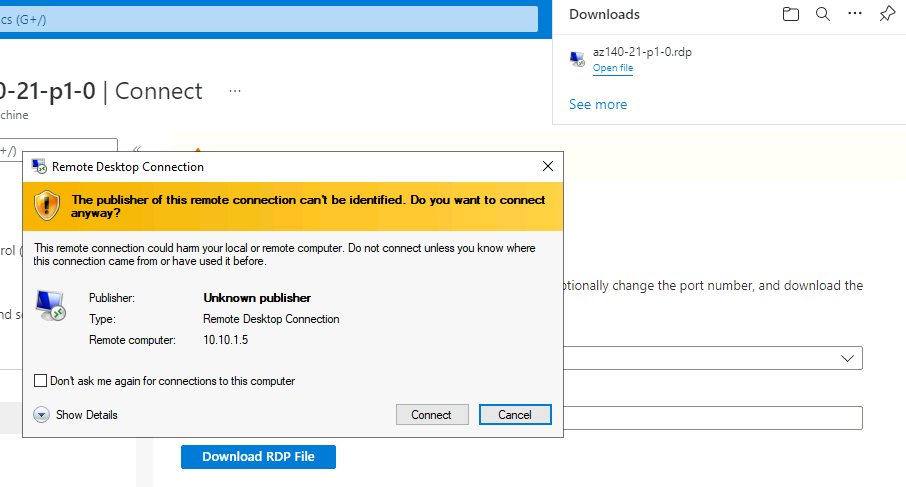 cs (G+/)
Downloads
az140-21-p1-0.rdp
Open file
See more
0-21-p1-0 | Connect ...
chine
+/)
Remote Desktop Connection
The publisher of this remote connection can't be identified. Do you want to connect
anyway?
This remote connection could harm your local or remote computer. Do not connect unless you know where
this connection came from or have used it before.
Publisher: Unknown publisher
Type: Remote Desktop Connection
Remote computer: 10.10.1.5
Don't ask me again for connections to this computer
Show Details
Connect
Cancel
rol (
ptionally change the port number, and download the
nd s
Download RDP File